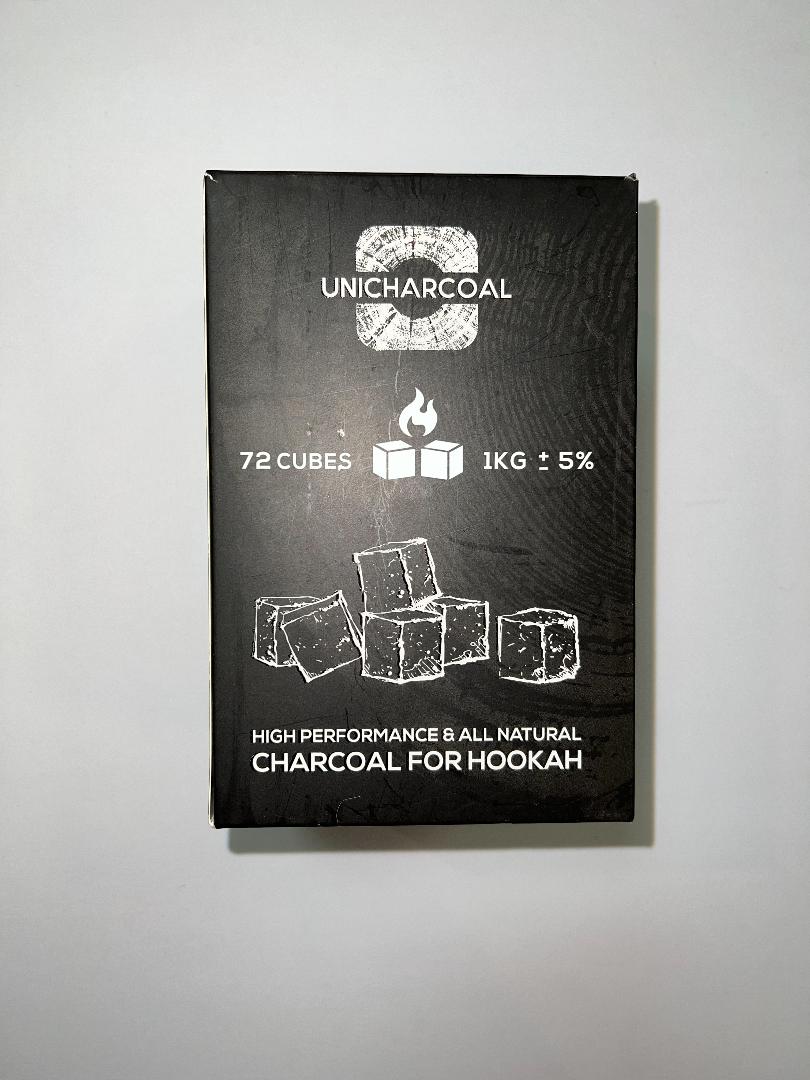 UNICHARCOAL
72 CUBES 1KG ± 5%
HIGH PERFORMANCE & ALL NATURAL
CHARCOAL FOR HOOKAH